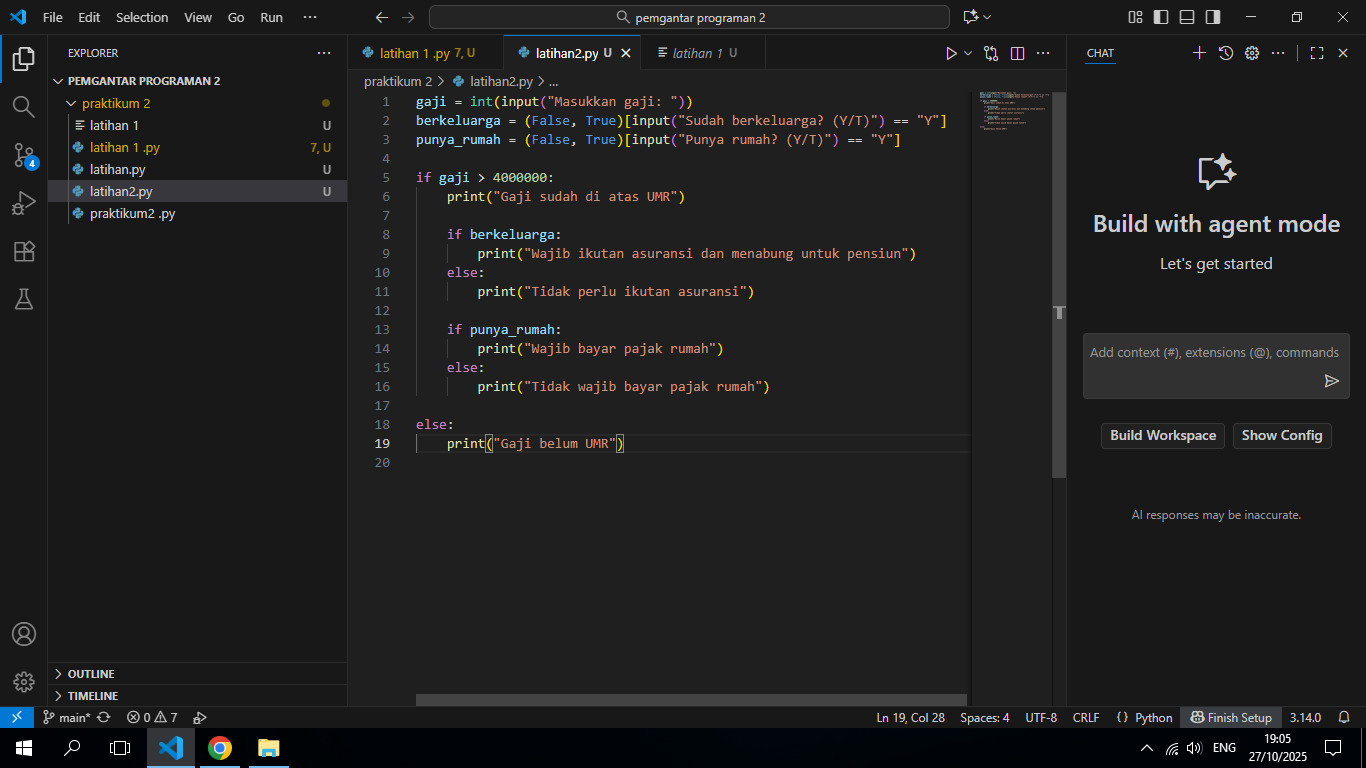 File Edit Selection View Go Run ··· pemgantar programan 2
EXPLORER ···
PEMGANTAR PROGRAMAN 2
praktikum 2
latihan 1 U
latihan 1 .py 7, U
latihan.py U
latihan2.py U
praktikum2 .py
OUTLINE
TIMELINE
4
latihan 1 .py 7, U latihan2.py U latihan 1 U
praktikum 2 > latihan2.py > ...
1 gaji = int(input("Masukkan gaji: "))
2 berkeluarga = (False, True)[input("Sudah berkeluarga? (Y/T)") == "Y"]
3 punya_rumah = (False, True)[input("Punya rumah? (Y/T)") == "Y"]
4
5 if gaji > 4000000:
6     print("Gaji sudah di atas UMR")
7
8     if berkeluarga:
9         print("Wajib ikutan asuransi dan menabung untuk pensiun")
10     else:
11         print("Tidak perlu ikutan asuransi")
12
13     if punya_rumah:
14         print("Wajib bayar pajak rumah")
15     else:
16         print("Tidak wajib bayar pajak rumah")
17
18 else:
19     print("Gaji belum UMR")
20
CHAT
Build with agent mode
Let's get started
Add context (#), extensions (@), commands
Build Workspace Show Config
AI responses may be inaccurate.
main* 0 7 Ln 19, Col 28 Spaces: 4 UTF-8 CRLF {} Python Finish Setup 3.14.0
ENG 19:05
27/10/2025